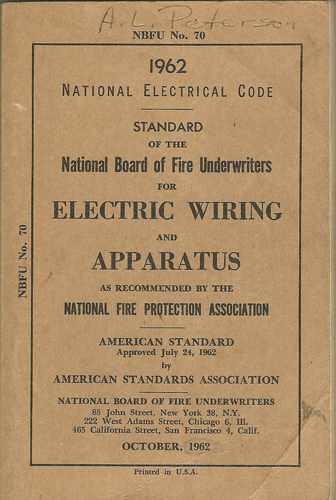 A. L. Peterson
NBFU No. 70
1962
NATIONAL ELECTRICAL CODE
STANDARD
OF THE
National Board of Fire Underwriters
FOR
ELECTRIC WIRING
AND
APPARATUS
AS RECOMMENDED BY THE
NATIONAL FIRE PROTECTION ASSOCIATION
AMERICAN STANDARD
Approved July 24, 1962
by
AMERICAN STANDARDS ASSOCIATION
NATIONAL BOARD OF FIRE UNDERWRITERS
85 John Street, New York 38, N.Y.
222 West Adams Street, Chicago 6, Ill.
465 California Street, San Francisco 4, Calif.
OCTOBER, 1962
Printed in U.S.A.
NBFU No. 70